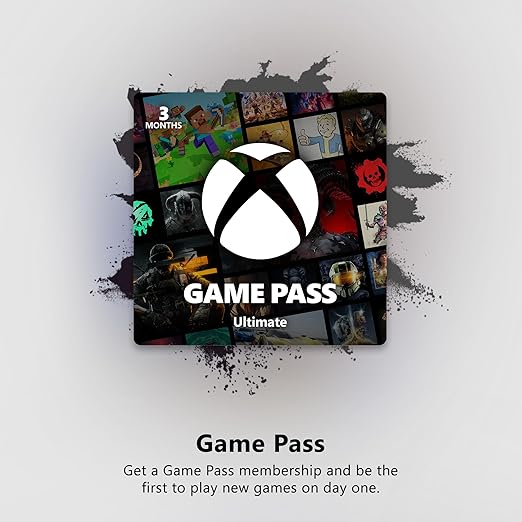 3
MONTHS
GAME PASS
Ultimate
Game Pass
Get a Game Pass membership and be the
first to play new games on day one.